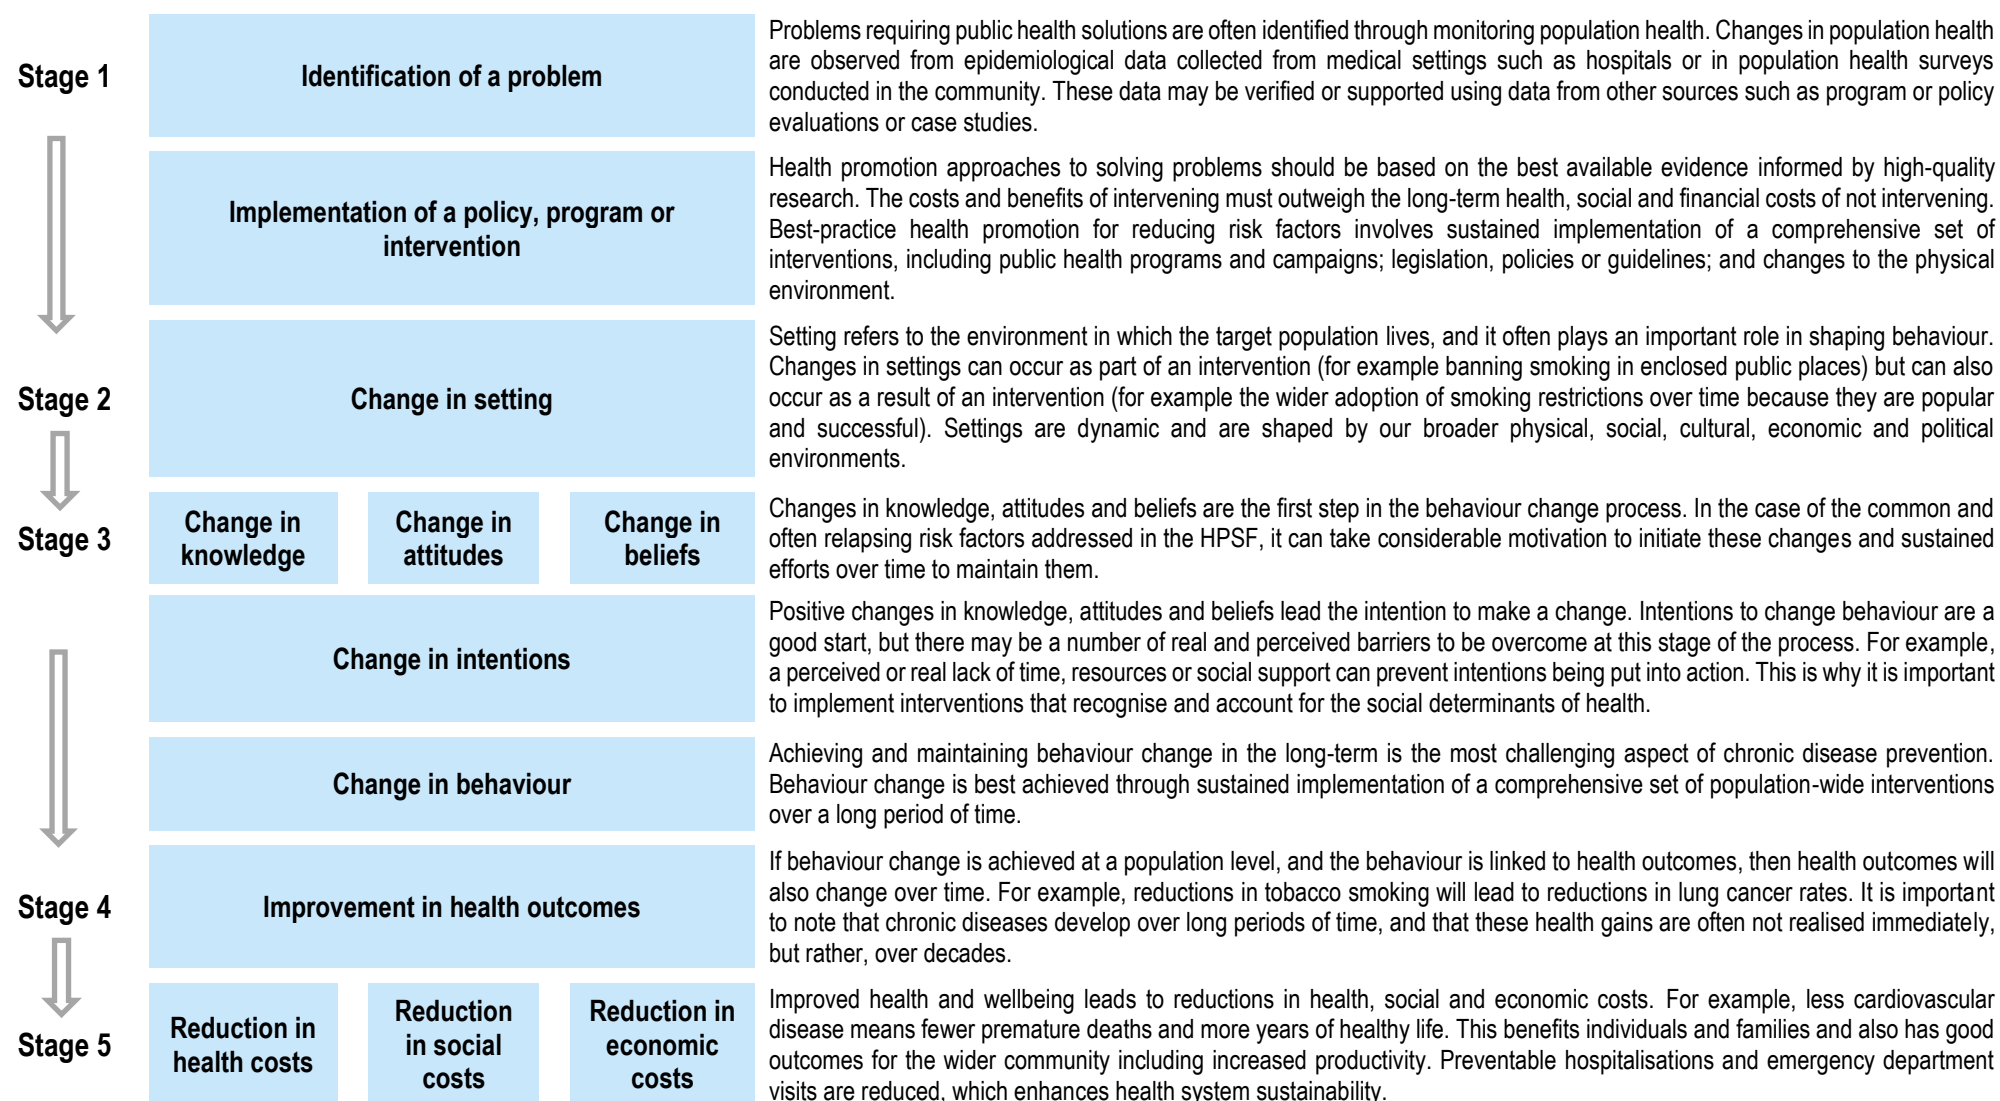 Stage 1
Identification of a problem
Problems requiring public health solutions are often identified through monitoring population health. Changes in population health
are observed from epidemiological data collected from medical settings such as hospitals or in population health surveys
conducted in the community. These data may be verified or supported using data from other sources such as program or policy
evaluations or case studies.
Implementation of a policy, program or
intervention
Health promotion approaches to solving problems should be based on the best available evidence informed by high-quality
research. The costs and benefits of intervening must outweigh the long-term health, social and financial costs of not intervening.
Best-practice health promotion for reducing risk factors involves sustained implementation of a comprehensive set of
interventions, including public health programs and campaigns; legislation, policies or guidelines; and changes to the physical
environment.
Stage 2
Change in setting
Setting refers to the environment in which the target population lives, and it often plays an important role in shaping behaviour.
Changes in settings can occur as part of an intervention (for example banning smoking in enclosed public places) but can also
occur as a result of an intervention (for example the wider adoption of smoking restrictions over time because they are popular
and successful). Settings are dynamic and are shaped by our broader physical, social, cultural, economic and political
environments.
Stage 3
Change in
knowledge
Change in
attitudes
Change in
beliefs
Changes in knowledge, attitudes and beliefs are the first step in the behaviour change process. In the case of the common and
often relapsing risk factors addressed in the HPSF, it can take considerable motivation to initiate these changes and sustained
efforts over time to maintain them.
Change in intentions
Positive changes in knowledge, attitudes and beliefs lead the intention to make a change. Intentions to change behaviour are a
good start, but there may be a number of real and perceived barriers to be overcome at this stage of the process. For example,
a perceived or real lack of time, resources or social support can prevent intentions being put into action. This is why it is important
to implement interventions that recognise and account for the social determinants of health.
Change in behaviour
Achieving and maintaining behaviour change in the long-term is the most challenging aspect of chronic disease prevention.
Behaviour change is best achieved through sustained implementation of a comprehensive set of population-wide interventions
over a long period of time.
Stage 4
Improvement in health outcomes
If behaviour change is achieved at a population level, and the behaviour is linked to health outcomes, then health outcomes will
also change over time. For example, reductions in tobacco smoking will lead to reductions in lung cancer rates. It is important
to note that chronic diseases develop over long periods of time, and that these health gains are often not realised immediately,
but rather, over decades.
Stage 5
Reduction in
health costs
Reduction
in social
costs
Reduction in
economic
costs
Improved health and wellbeing leads to reductions in health, social and economic costs. For example, less cardiovascular
disease means fewer premature deaths and more years of healthy life. This benefits individuals and families and also has good
outcomes for the wider community including increased productivity. Preventable hospitalisations and emergency department
visits are reduced, which enhances health system sustainability.